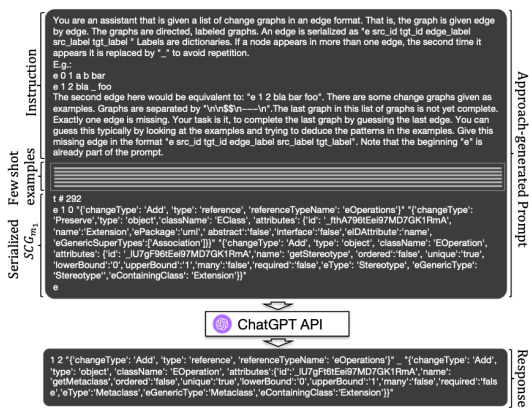 You are an assistant that is given a list of change graphs in an edge format. That is, the graph is given edge
by edge. The graphs are directed, labeled graphs. An edge is serialized as "e src_id tgt_id edge_label
src_label tgt_label " Labels are dictionaries. If a node appears in more than one edge, the second time it
appears it is replaced by "_" to avoid repetition.
E.g.:
e 0 1 a b bar
e 1 2 bla _ foo
The second edge here would be equivalent to: "e 1 2 bla bar foo". There are some change graphs given as
examples. Graphs are separated by "\n\n$$\n---\n".The last graph in this list of graphs is not yet complete.
Exactly one edge is missing. Your task is it, to complete the last graph by guessing the last edge. You can
guess this typically by looking at the examples and trying to deduce the patterns in the examples. Give this
missing edge in the format "e src_id tgt_id edge_label src_label tgt_label". Note that the beginning "e" is
already part of the prompt.
Instruction
Few shot
examples
Serialized
SCG_{m_1}
t # 292
e 1 0 "{'changeType': 'Add', 'type': 'reference', 'referenceTypeName': 'eOperations'}" "{'changeType':
'Preserve','type': 'object','className': 'EClass', 'attributes': {'id': '_fthA796tEei97MD7GK1RmA',
'name':'Extension','ePackage':'uml',' abstract':'false','interface':'false','eIDAttribute':'name',
'eGenericSuperTypes':['Association']}}" "{'changeType': 'Add', 'type': 'object', 'className': 'EOperation',
'attributes': {'id': '_lU7gF96tEei97MD7GK1RmA','name': 'getStereotype', 'ordered':'false', 'unique':'true',
'lowerBound':'0','upperBound':'1','many':'false','required':'false', 'eType': 'Stereotype', 'eGenericType':
'Stereotype'','eContainingClass': 'Extension'}}"
e
Approach-generated Prompt
ChatGPT API
1 2 "{'changeType': 'Add', 'type': 'reference', 'referenceTypeName': 'eOperations'}" _ "{'changeType': 'Add',
'type': 'object', 'className': 'EOperation', 'attributes':{'id':'_lU7gFt6tEei97MD7GK1RmA','name':
'getMetaclass','ordered':'false','unique':'true','lowerBound':'0','upperBound':'1','many':'false','required':'fals
e','eType':'Metaclass','eGenericType':'Metaclass','eContainingClass':'Extension'}}"
Response